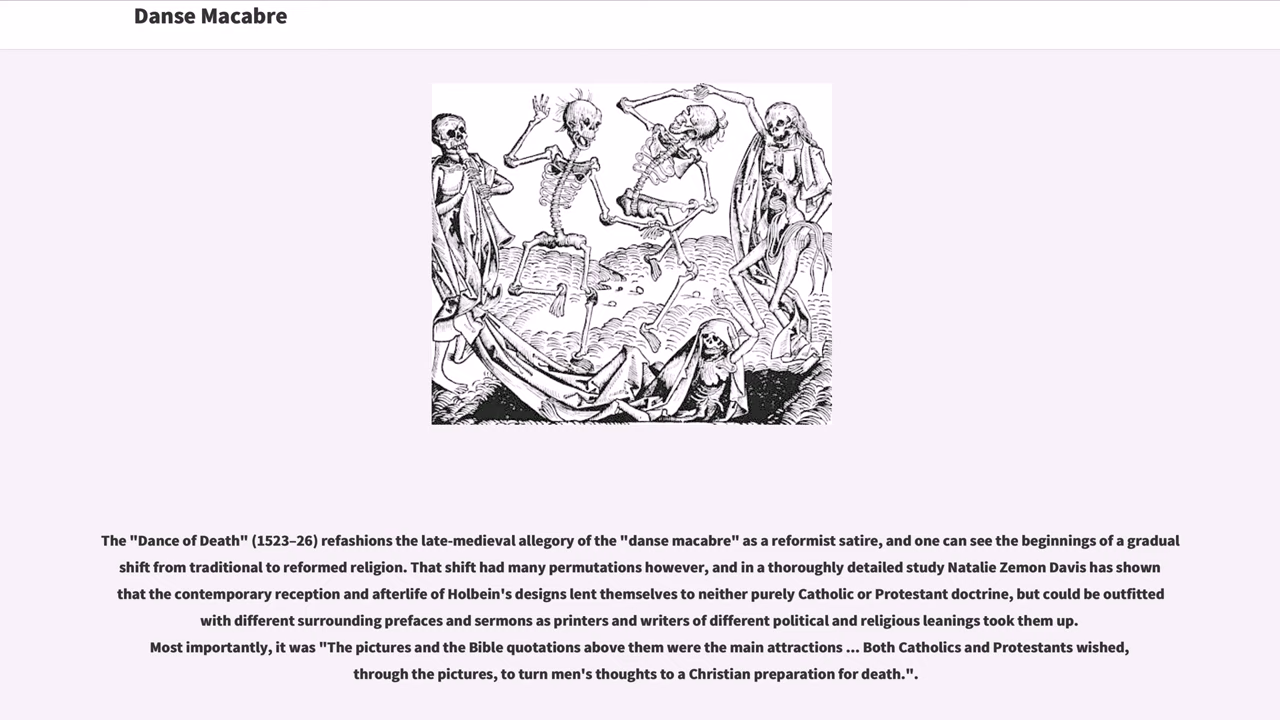 Danse Macabre
The "Dance of Death" (1523–26) refashions the late-medieval allegory of the "danse macabre" as a reformist satire, and one can see the beginnings of a gradual
shift from traditional to reformed religion. That shift had many permutations however, and in a thoroughly detailed study Natalie Zemon Davis has shown
that the contemporary reception and afterlife of Holbein's designs lent themselves to neither purely Catholic or Protestant doctrine, but could be outfitted
with different surrounding prefaces and sermons as printers and writers of different political and religious leanings took them up.
Most importantly, it was "The pictures and the Bible quotations above them were the main attractions ... Both Catholics and Protestants wished,
through the pictures, to turn men's thoughts to a Christian preparation for death.".